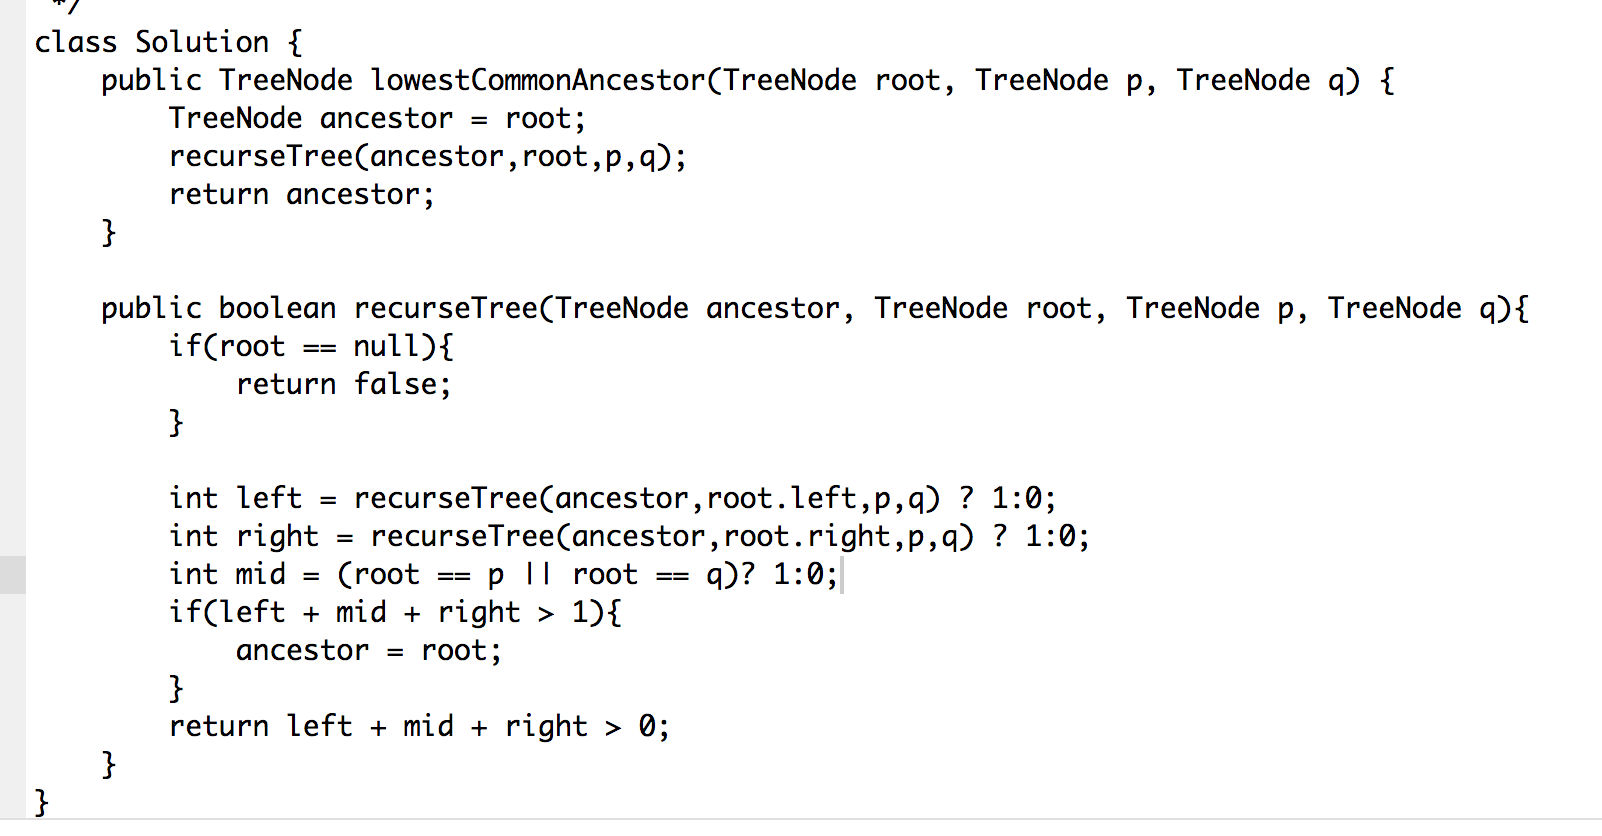 */
class Solution {
    public TreeNode lowestCommonAncestor(TreeNode root, TreeNode p, TreeNode q) {
        TreeNode ancestor = root;
        recurseTree(ancestor,root,p,q);
        return ancestor;
    }
    public boolean recurseTree(TreeNode ancestor, TreeNode root, TreeNode p, TreeNode q){
        if(root == null){
            return false;
        }
        int left = recurseTree(ancestor,root.left,p,q) ? 1:0;
        int right = recurseTree(ancestor,root.right,p,q) ? 1:0;
        int mid = (root == p || root == q)? 1:0;
        if(left + mid + right > 1){
            ancestor = root;
        }
        return left + mid + right > 0;
    }
}